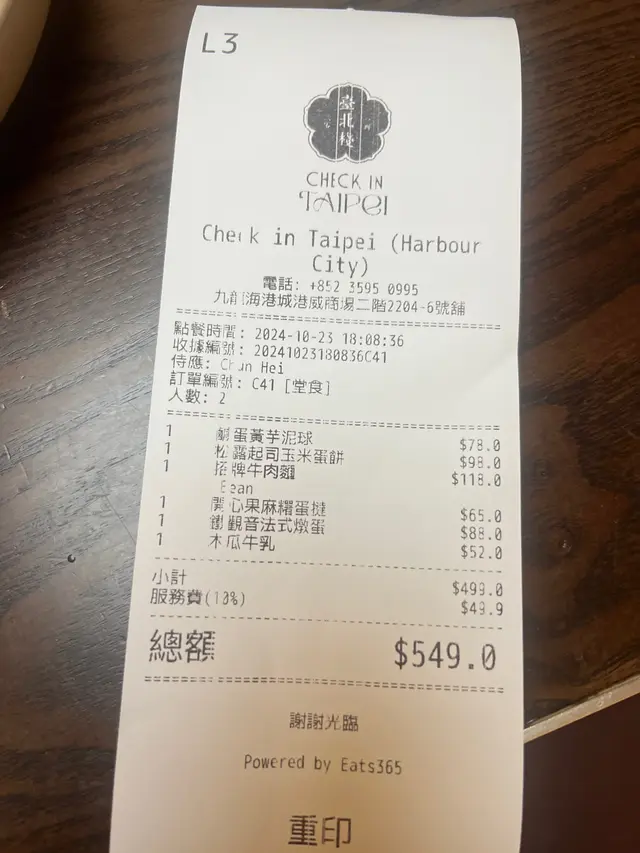 L3
臺北棧
CHECK IN
TAIPEI
Check in Taipei (Harbour
City)
電話: +852 3595 0995
九龍海港城港威商場二階2204-6號舖
點餐時間: 2024-10-23 18:08:36
收據編號: 20241023180836C41
侍應: Chun Hei
訂單編號: C41 [堂食]
人數: 2
1 鹹蛋黃芋泥球 $78.0
1 松露起司玉米蛋餅 $98.0
1 招牌牛肉麵 $118.0
Bean
1 開心果麻糬蛋撻 $65.0
1 鐵觀音法式燉蛋 $88.0
1 木瓜牛乳 $52.0
小計 $499.0
服務費(10%) $49.9
總額 $549.0
謝謝光臨
Powered by Eats365
重印